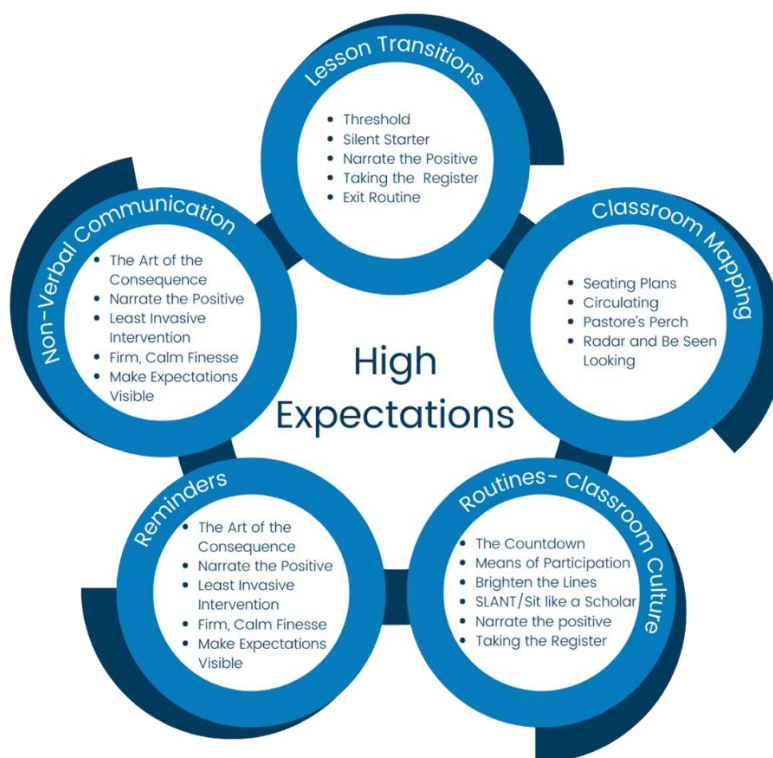 Lesson Transitions
• Threshold
• Silent Starter
• Narrate the Positive
• Taking the Register
• Exit Routine
Classroom Mapping
• Seating Plans
• Circulating
• Pastore's Perch
• Radar and Be Seen
Looking
Routines- Classroom Culture
• The Countdown
• Means of Participation
• Brighten the Lines
• SLANT/Sit like a Scholar
• Narrate the positive
• Taking the Register
Reminders
• The Art of the
Consequence
• Narrate the Positive
• Least Invasive
Intervention
• Firm, Calm Finesse
• Make Expectations
Visible
Non-Verbal Communication
• The Art of the
Consequence
• Narrate the Positive
• Least Invasive
Intervention
• Firm, Calm Finesse
• Make Expectations
Visible
High
Expectations